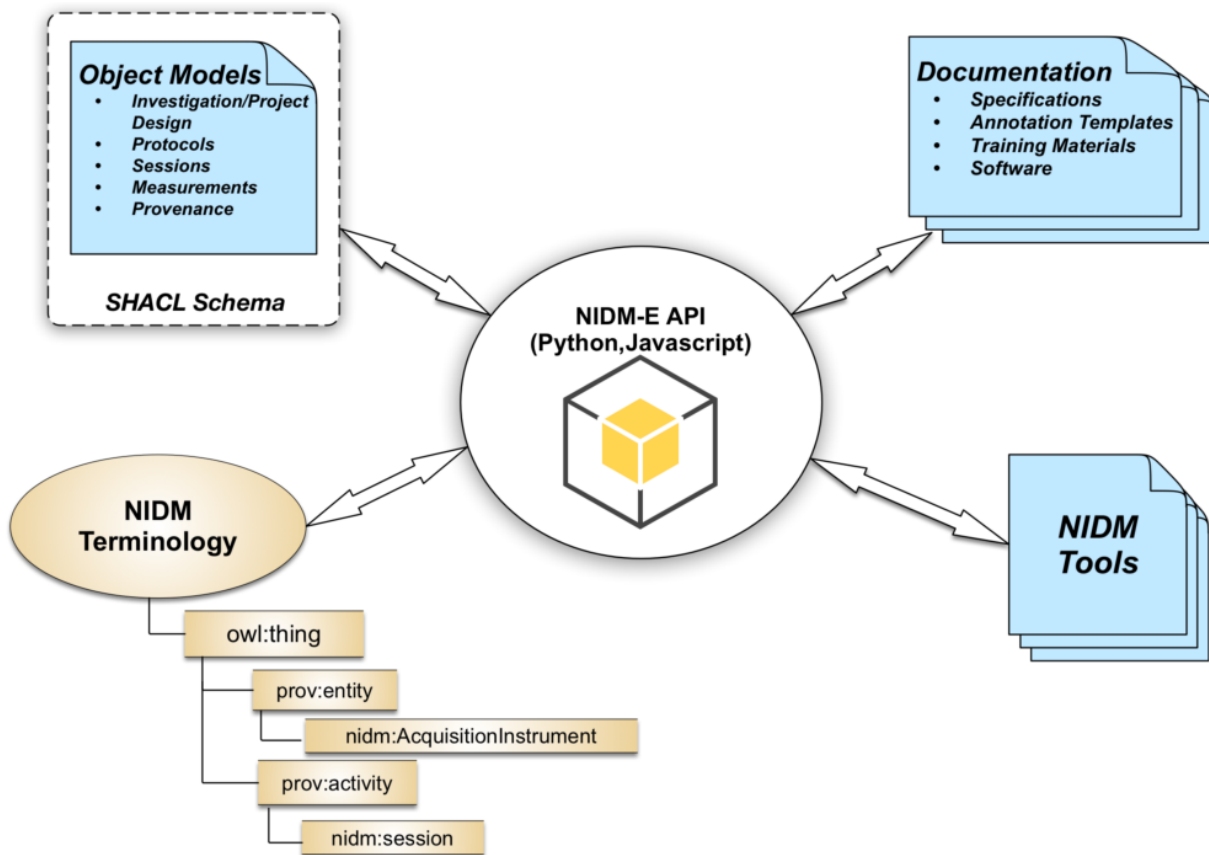 Object Models
• Investigation/Project
Design
• Protocols
• Sessions
• Measurements
• Provenance
SHACL Schema
Documentation
• Specifications
• Annotation Templates
• Training Materials
• Software
NIDM-E API
(Python,Javascript)
NIDM
Terminology
owl:thing
prov:entity
nidm:AcquisitionInstrument
prov:activity
nidm:session
NIDM
Tools